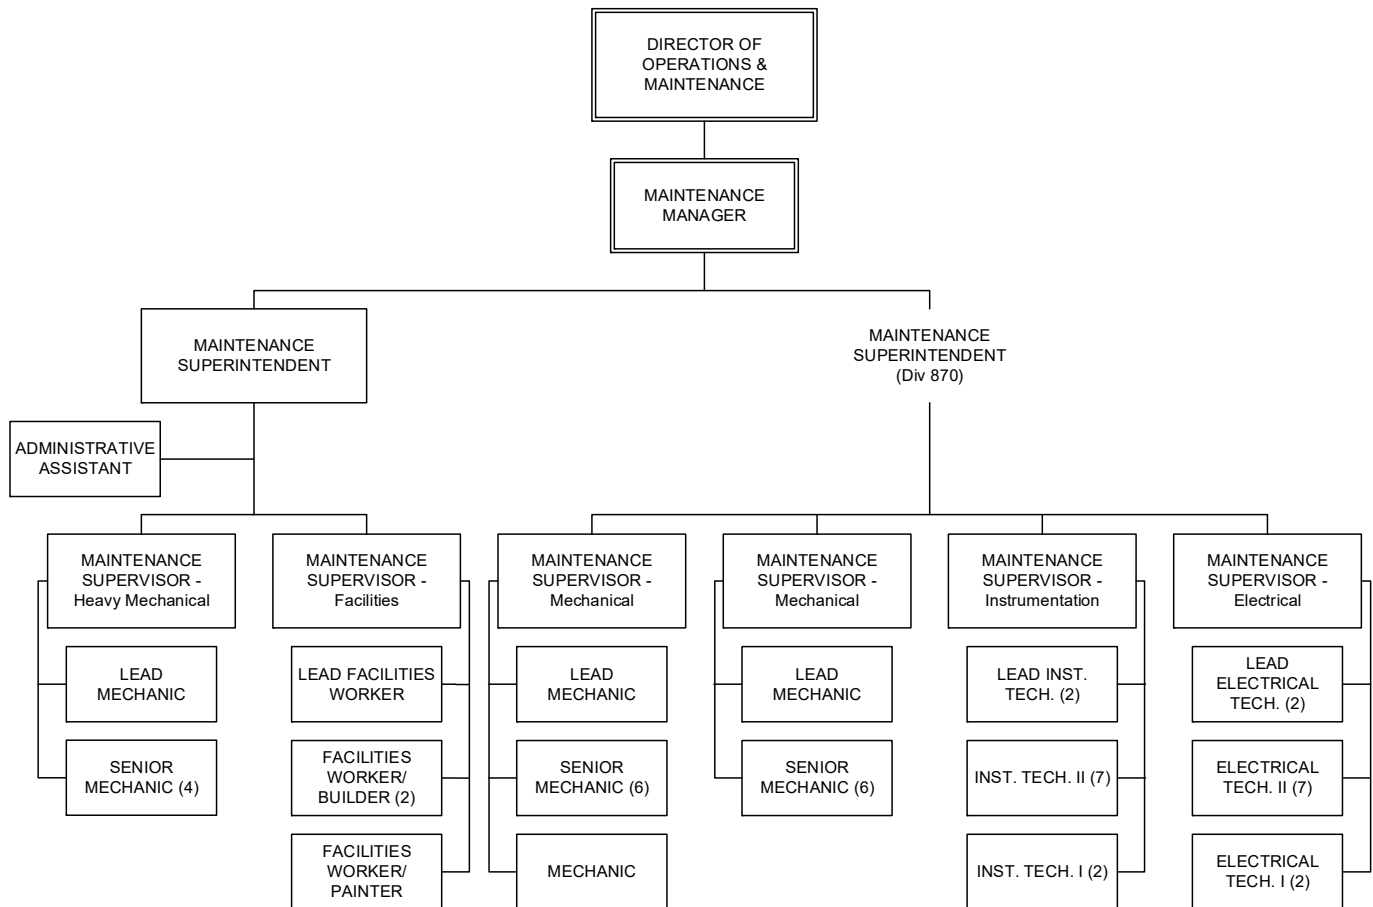 DIRECTOR OF
OPERATIONS &
MAINTENANCE
MAINTENANCE
MANAGER
MAINTENANCE
SUPERINTENDENT
MAINTENANCE
SUPERINTENDENT
(Div 870)
ADMINISTRATIVE
ASSISTANT
MAINTENANCE
SUPERVISOR -
Heavy Mechanical
MAINTENANCE
SUPERVISOR -
Facilities
MAINTENANCE
SUPERVISOR -
Mechanical
MAINTENANCE
SUPERVISOR -
Mechanical
MAINTENANCE
SUPERVISOR -
Instrumentation
MAINTENANCE
SUPERVISOR -
Electrical
LEAD
MECHANIC
LEAD FACILITIES
WORKER
LEAD
MECHANIC
LEAD
MECHANIC
LEAD INST.
TECH. (2)
LEAD
ELECTRICAL
TECH. (2)
SENIOR
MECHANIC (4)
FACILITIES
WORKER/
BUILDER (2)
SENIOR
MECHANIC (6)
SENIOR
MECHANIC (6)
INST. TECH. II (7)
ELECTRICAL
TECH. II (7)
FACILITIES
WORKER/
PAINTER
MECHANIC
INST. TECH. I (2)
ELECTRICAL
TECH. I (2)